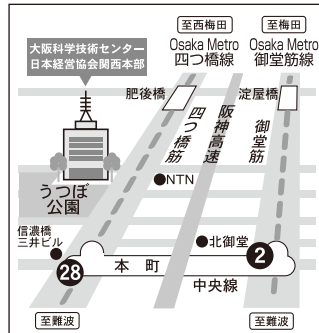 至西梅田
至梅田
大阪科学技術センター
日本経営協会関西本部
Osaka Metro
四つ橋線
Osaka Metro
御堂筋線
肥後橋
淀屋橋
四つ橋筋
阪神高速
御堂筋
うつぼ
公園
NTN
信濃橋
三井ビル
北御堂
2
28
本町
中央線
至難波
至難波